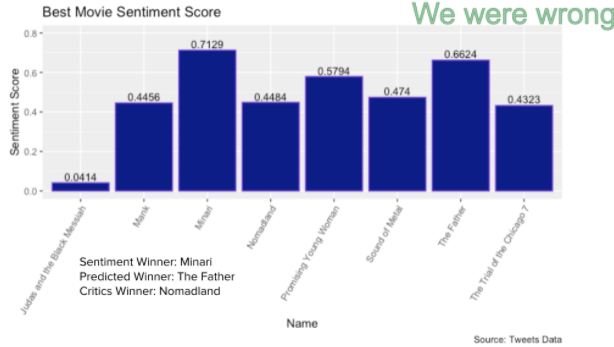 Best Movie Sentiment Score
We were wrong
Sentiment Score
0.8
0.6
0.4
0.2
0.0
0.0414
0.4456
0.7129
0.4484
0.5794
0.474
0.6624
0.4323
Judas and the Black Messiah
Mank
Minari
Nomadland
Promising Young Woman
Sound of Metal
The Father
The Trial of the Chicago 7
Sentiment Winner: Minari
Predicted Winner: The Father
Critics Winner: Nomadland
Name
Source: Tweets Data